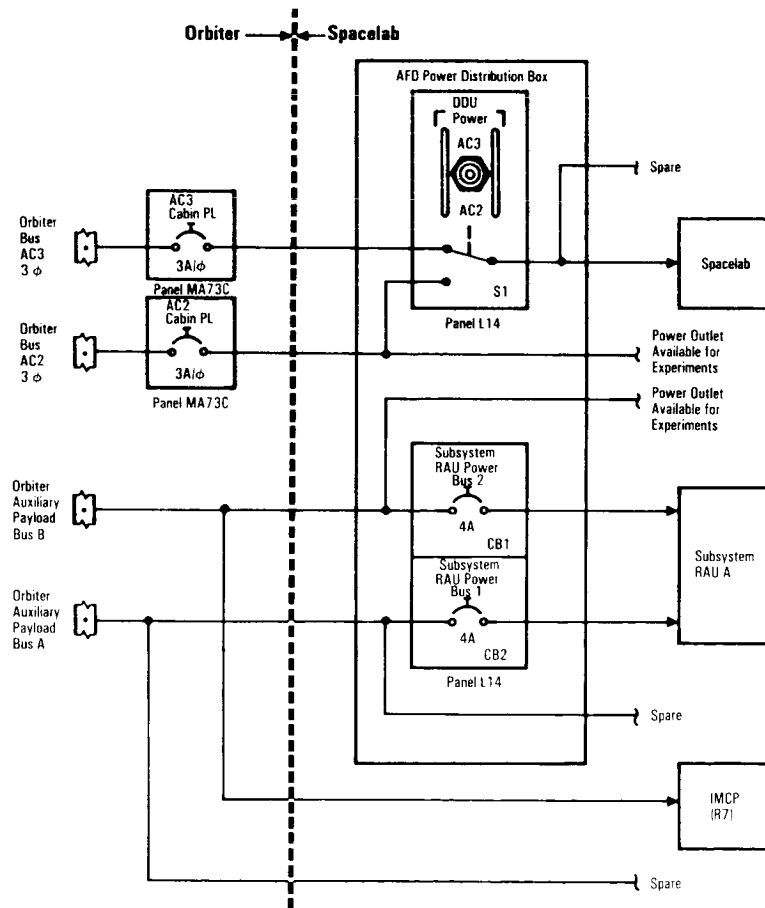 Orbiter
Spacelab
AFD Power Distribution Box
DDU
Power
AC3
AC2
S1
Panel L14
Spare
Spacelab
Orbiter
Bus
AC3
3 ϕ
AC3
Cabin PL
3A/ϕ
Panel MA73C
Orbiter
Bus
AC2
3 ϕ
AC2
Cabin PL
3A/ϕ
Panel MA73C
Power Outlet
Available for
Experiments
Power Outlet
Available for
Experiments
Orbiter
Auxiliary
Payload
Bus B
Subsystem
RAU Power
Bus 2
4A
CB1
Subsystem
RAU A
Orbiter
Auxiliary
Payload
Bus A
Subsystem
RAU Power
Bus 1
4A
CB2
Panel L14
Spare
IMCP
(R7)
Spare